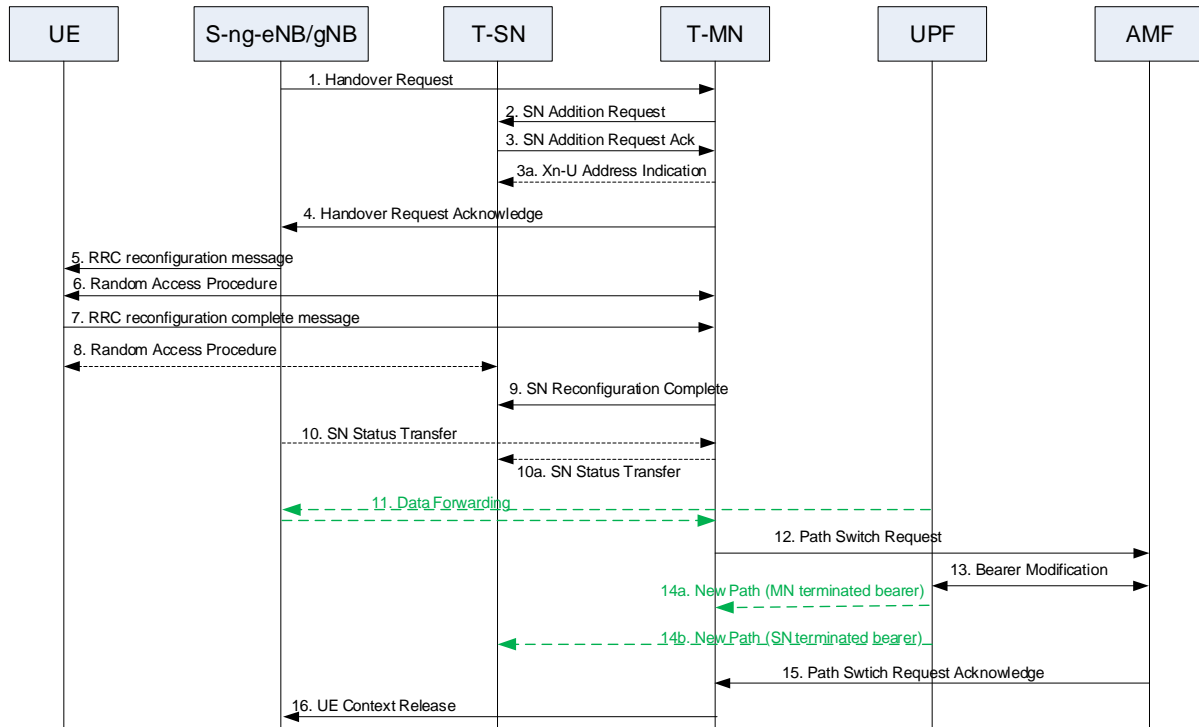 UE
S-ng-eNB/gNB
T-SN
T-MN
UPF
AMF
1. Handover Request
2. SN Addition Request
3. SN Addition Request Ack
3a. Xn-U Address Indication
4. Handover Request Acknowledge
5. RRC reconfiguration message
6. Random Access Procedure
7. RRC reconfiguration complete message
8. Random Access Procedure
9. SN Reconfiguration Complete
10. SN Status Transfer
10a. SN Status Transfer
11. Data Forwarding
12. Path Switch Request
13. Bearer Modification
14a. New Path (MN terminated bearer)
14b. New Path (SN terminated bearer)
15. Path Swtich Request Acknowledge
16. UE Context Release